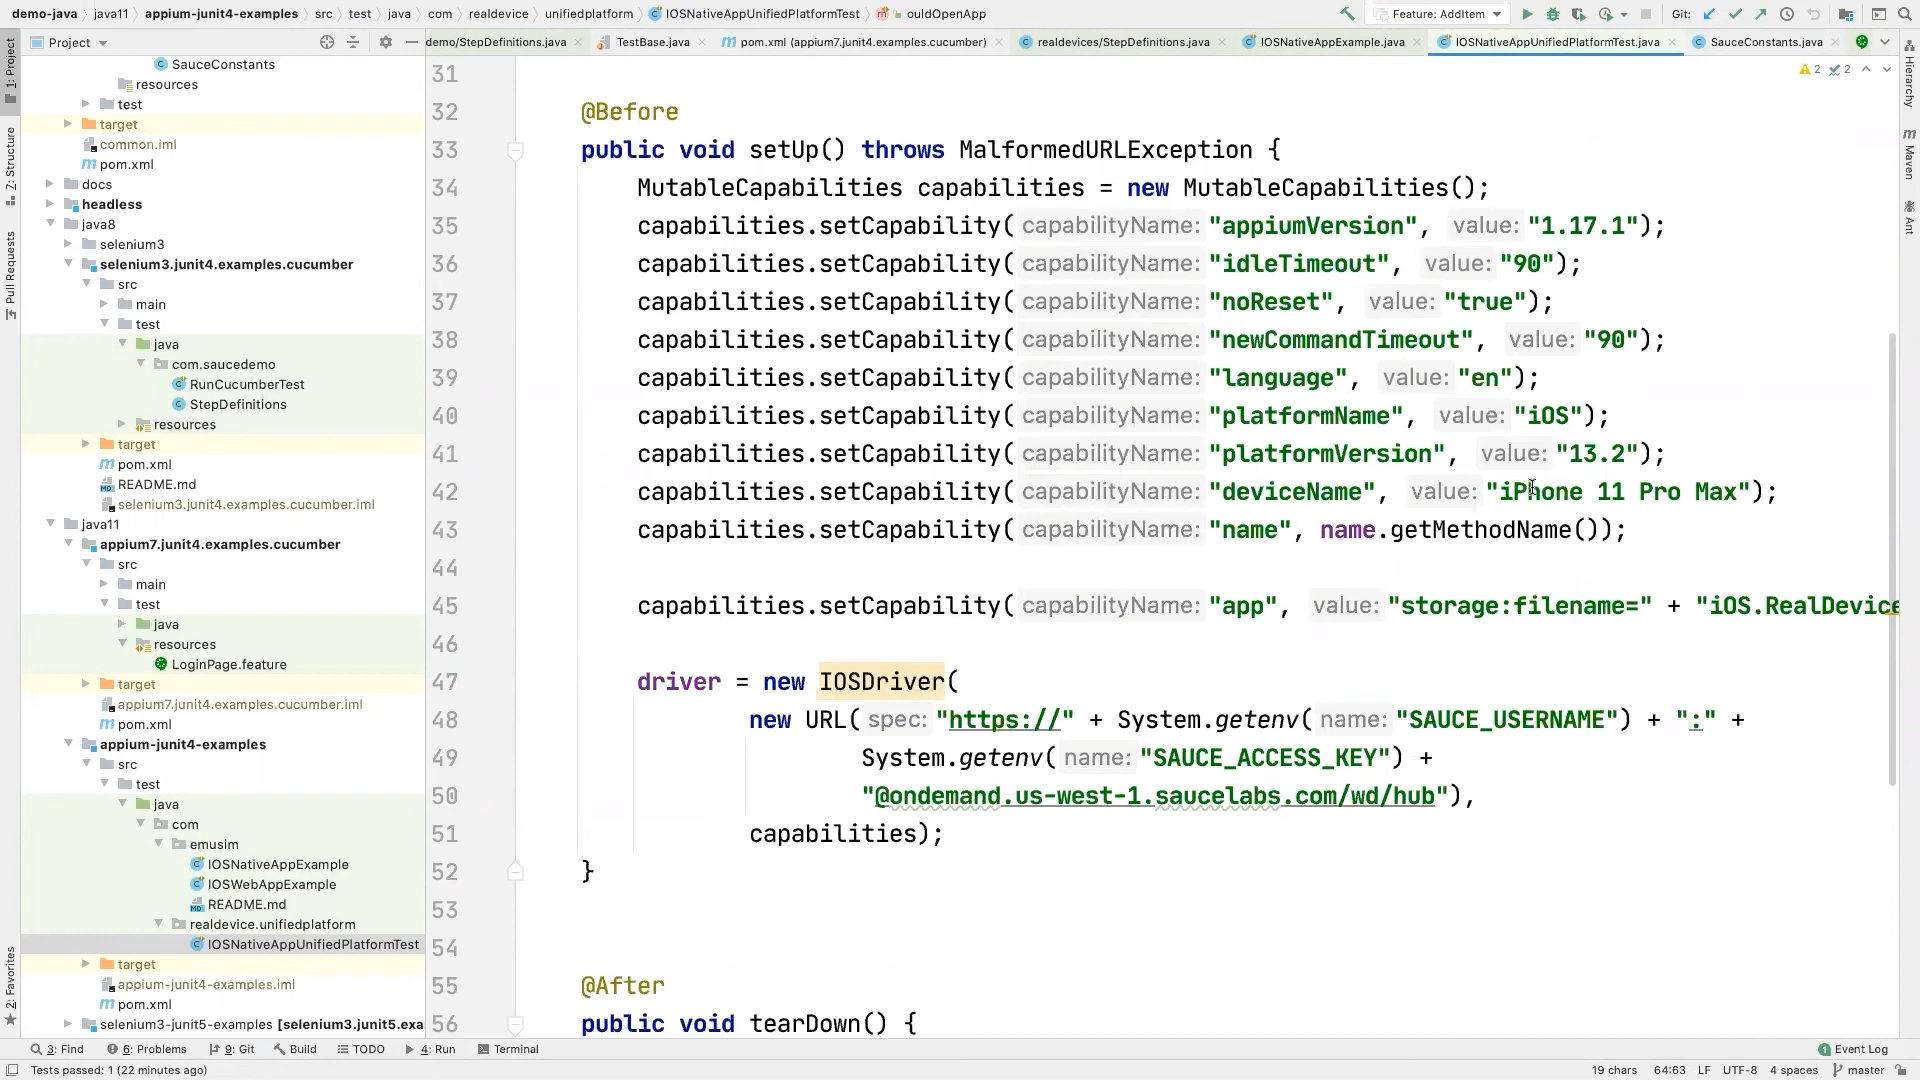 demo-java › java11 › appium-junit4-examples › src › test › java › com › realdevice › unifiedplatform › IOSNativeAppUnifiedPlatformTest › ouldOpenApp
Feature: AddItem
Git:
Project
demo/StepDefinitions.java
TestBase.java
pom.xml (appium7.junit4.examples.cucumber)
realdevices/StepDefinitions.java
IOSNativeAppExample.java
IOSNativeAppUnifiedPlatformTest.java
SauceConstants.java
1: Project
Z: Structure
Pull Requests
2: Favorites
Hierarchy
Maven
Ant
2 2
SauceConstants
resources
test
target
common.iml
pom.xml
docs
headless
java8
selenium3
selenium3.junit4.examples.cucumber
src
main
test
java
com.saucedemo
RunCucumberTest
StepDefinitions
resources
target
pom.xml
README.md
selenium3.junit4.examples.cucumber.iml
java11
appium7.junit4.examples.cucumber
src
main
test
java
resources
LoginPage.feature
target
appium7.junit4.examples.cucumber.iml
pom.xml
appium-junit4-examples
src
test
java
com
emusim
IOSNativeAppExample
IOSWebAppExample
README.md
realdevice.unifiedplatform
IOSNativeAppUnifiedPlatformTest
target
appium-junit4-examples.iml
pom.xml
selenium3-junit5-examples [selenium3.junit5.exa
31
32 @Before
33 public void setUp() throws MalformedURLException {
34 MutableCapabilities capabilities = new MutableCapabilities();
35 capabilities.setCapability( capabilityName: "appiumVersion", value: "1.17.1");
36 capabilities.setCapability( capabilityName: "idleTimeout", value: "90");
37 capabilities.setCapability( capabilityName: "noReset", value: "true");
38 capabilities.setCapability( capabilityName: "newCommandTimeout", value: "90");
39 capabilities.setCapability( capabilityName: "language", value: "en");
40 capabilities.setCapability( capabilityName: "platformName", value: "iOS");
41 capabilities.setCapability( capabilityName: "platformVersion", value: "13.2");
42 capabilities.setCapability( capabilityName: "deviceName", value: "iPhone 11 Pro Max");
43 capabilities.setCapability( capabilityName: "name", name.getMethodName());
44
45 capabilities.setCapability( capabilityName: "app", value: "storage:filename=" + "iOS.RealDevice
46
47 driver = new IOSDriver(
48 new URL( spec: "https://" + System.getenv( name: "SAUCE_USERNAME") + ":" +
49 System.getenv( name: "SAUCE_ACCESS_KEY") +
50 "@ondemand.us-west-1.saucelabs.com/wd/hub"),
51 capabilities);
52 }
53
54
55 @After
56 public void tearDown() {
3: Find 6: Problems 9: Git Build TODO 4: Run Terminal 1 Event Log
Tests passed: 1 (22 minutes ago) 19 chars 64:63 LF UTF-8 4 spaces master